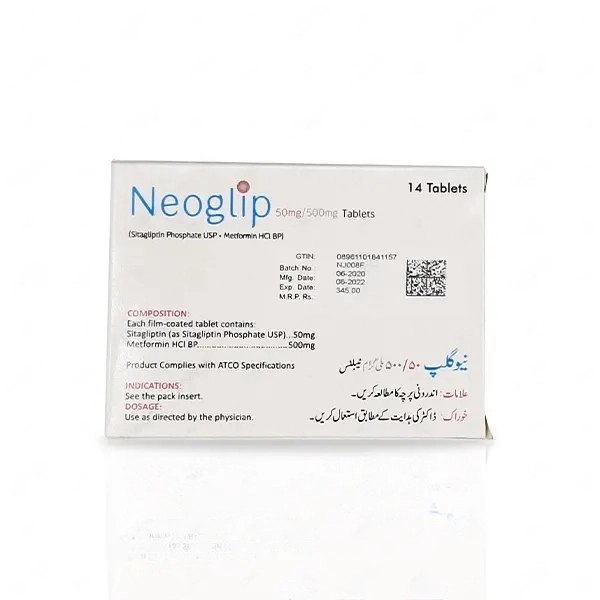 14 Tablets
Neoglip 50mg/500mg Tablets
(Sitagliptin Phosphate USP • Metformin HCl BP)
GTIN: 08961101641157
Batch No. NJ008F
Mfg. Date: 06-2020
Exp. Date: 06-2022
M.R.P. Rs. 345.00
COMPOSITION:
Each film-coated tablet contains:
Sitagliptin (as Sitagliptin Phosphate USP)...50mg
Metformin HCl BP..............................500mg
Product Complies with ATCO Specifications
نیوگلپ ۵۰/۵۰۰ ملی گرام ٹیبلٹس
INDICATIONS:
See the pack insert.
علامات: اندرونی پرچہ کا مطالعہ کریں۔
DOSAGE:
Use as directed by the physician.
خوراک: ڈاکٹر کی ہدایت کے مطابق استعمال کریں۔